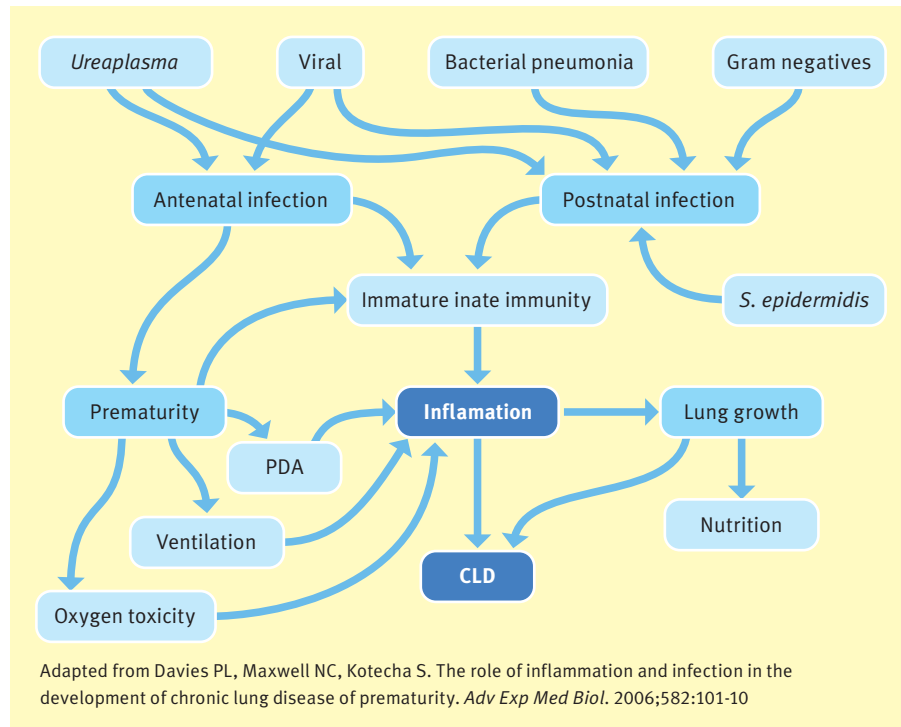 Ureaplasma
Viral
Bacterial pneumonia
Gram negatives
Antenatal infection
Postnatal infection
Immature inate immunity
S. epidermidis
Prematurity
Inflamation
Lung growth
PDA
Ventilation
Nutrition
CLD
Oxygen toxicity
Adapted from Davies PL, Maxwell NC, Kotecha S. The role of inflammation and infection in the
development of chronic lung disease of prematurity. Adv Exp Med Biol. 2006;582:101-10